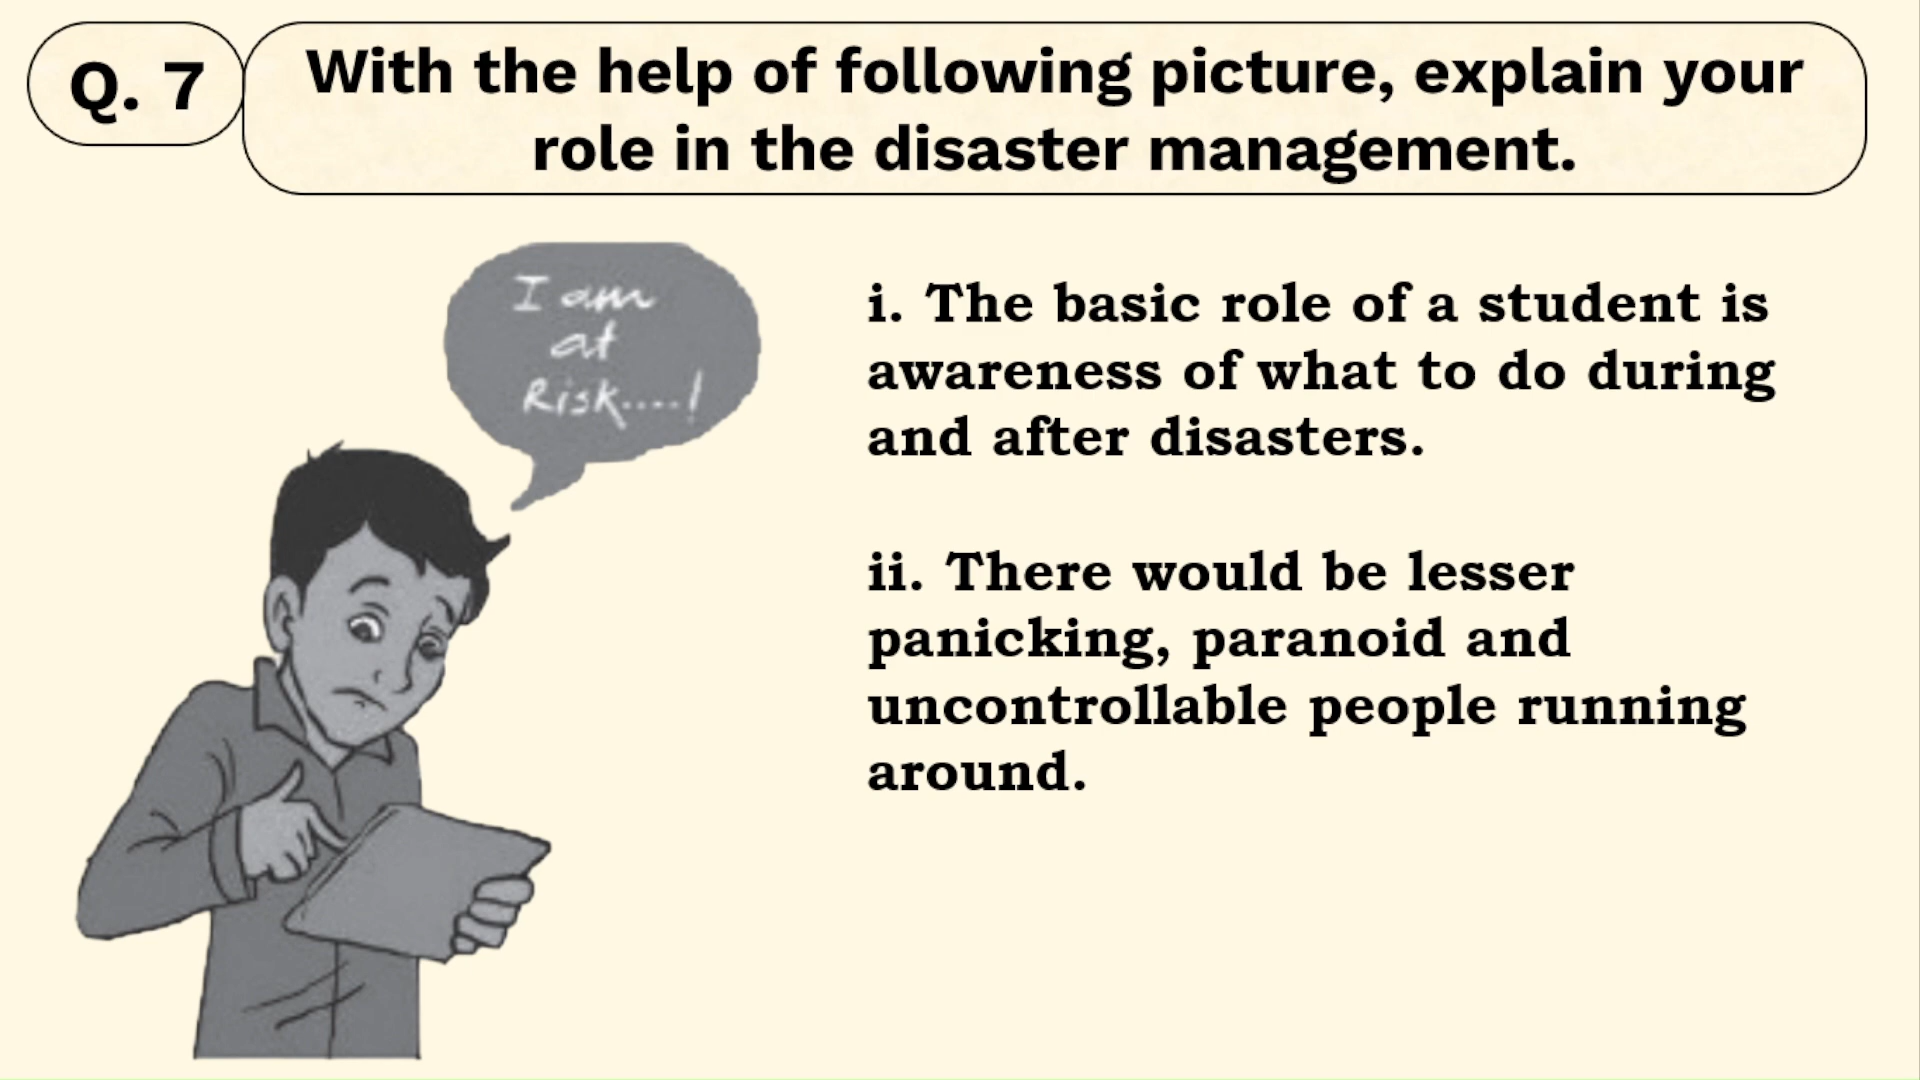 Q. 7
With the help of following picture, explain your
role in the disaster management.
I am
at
Risk....!
i. The basic role of a student is
awareness of what to do during
and after disasters.
ii. There would be lesser
panicking, paranoid and
uncontrollable people running
around.